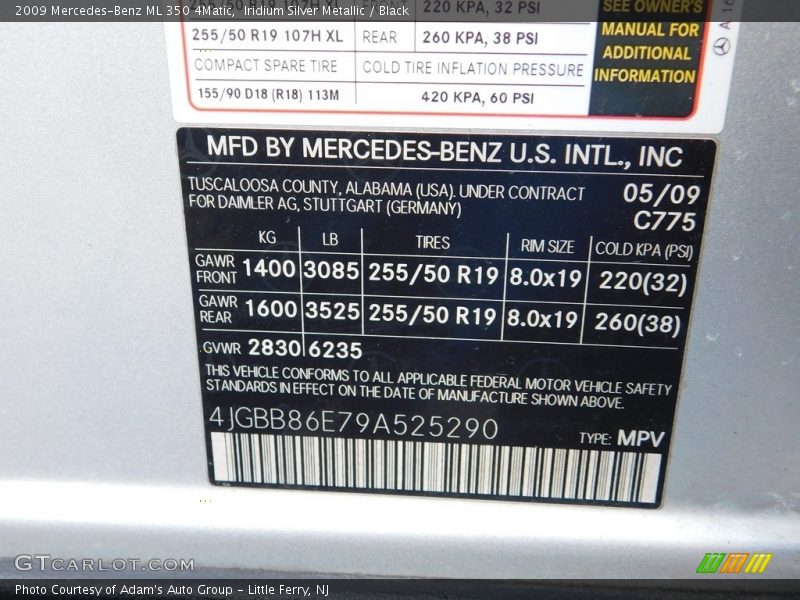 2009 Mercedes-Benz ML 350 4Matic,  Iridium Silver Metallic / Black
220 KPA, 32 PSI
255/50 R19 107H XL REAR 260 KPA, 38 PSI
COMPACT SPARE TIRE COLD TIRE INFLATION PRESSURE
155/90 D18 (R18) 113M 420 KPA, 60 PSI
SEE OWNER'S
MANUAL FOR
ADDITIONAL
INFORMATION
MFD BY MERCEDES-BENZ U.S. INTL., INC
TUSCALOOSA COUNTY, ALABAMA (USA). UNDER CONTRACT 05/09
FOR DAIMLER AG, STUTTGART (GERMANY) C775
KG LB TIRES RIM SIZE COLD KPA (PSI)
GAWR FRONT 1400 3085 255/50 R19 8.0x19 220(32)
GAWR REAR 1600 3525 255/50 R19 8.0x19 260(38)
GVWR 2830 6235
THIS VEHICLE CONFORMS TO ALL APPLICABLE FEDERAL MOTOR VEHICLE SAFETY
STANDARDS IN EFFECT ON THE DATE OF MANUFACTURE SHOWN ABOVE.
4JGBB86E79A525290 TYPE: MPV
GTCARLOT.COM
Photo Courtesy of Adam's Auto Group - Little Ferry, NJ